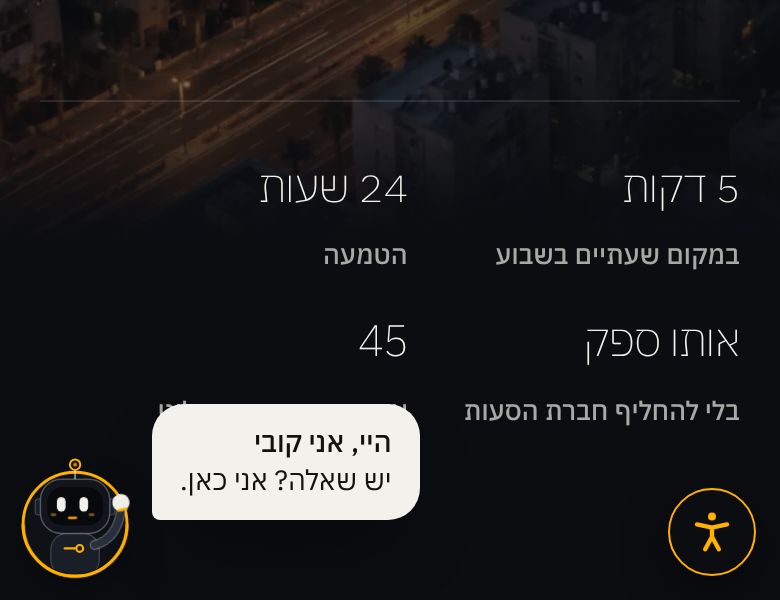 5 דקות
במקום שעתיים בשבוע
24 שעות
הטמעה
אותו ספק
בלי להחליף חברת הסעות
45
היי, אני קובי
יש שאלה? אני כאן.